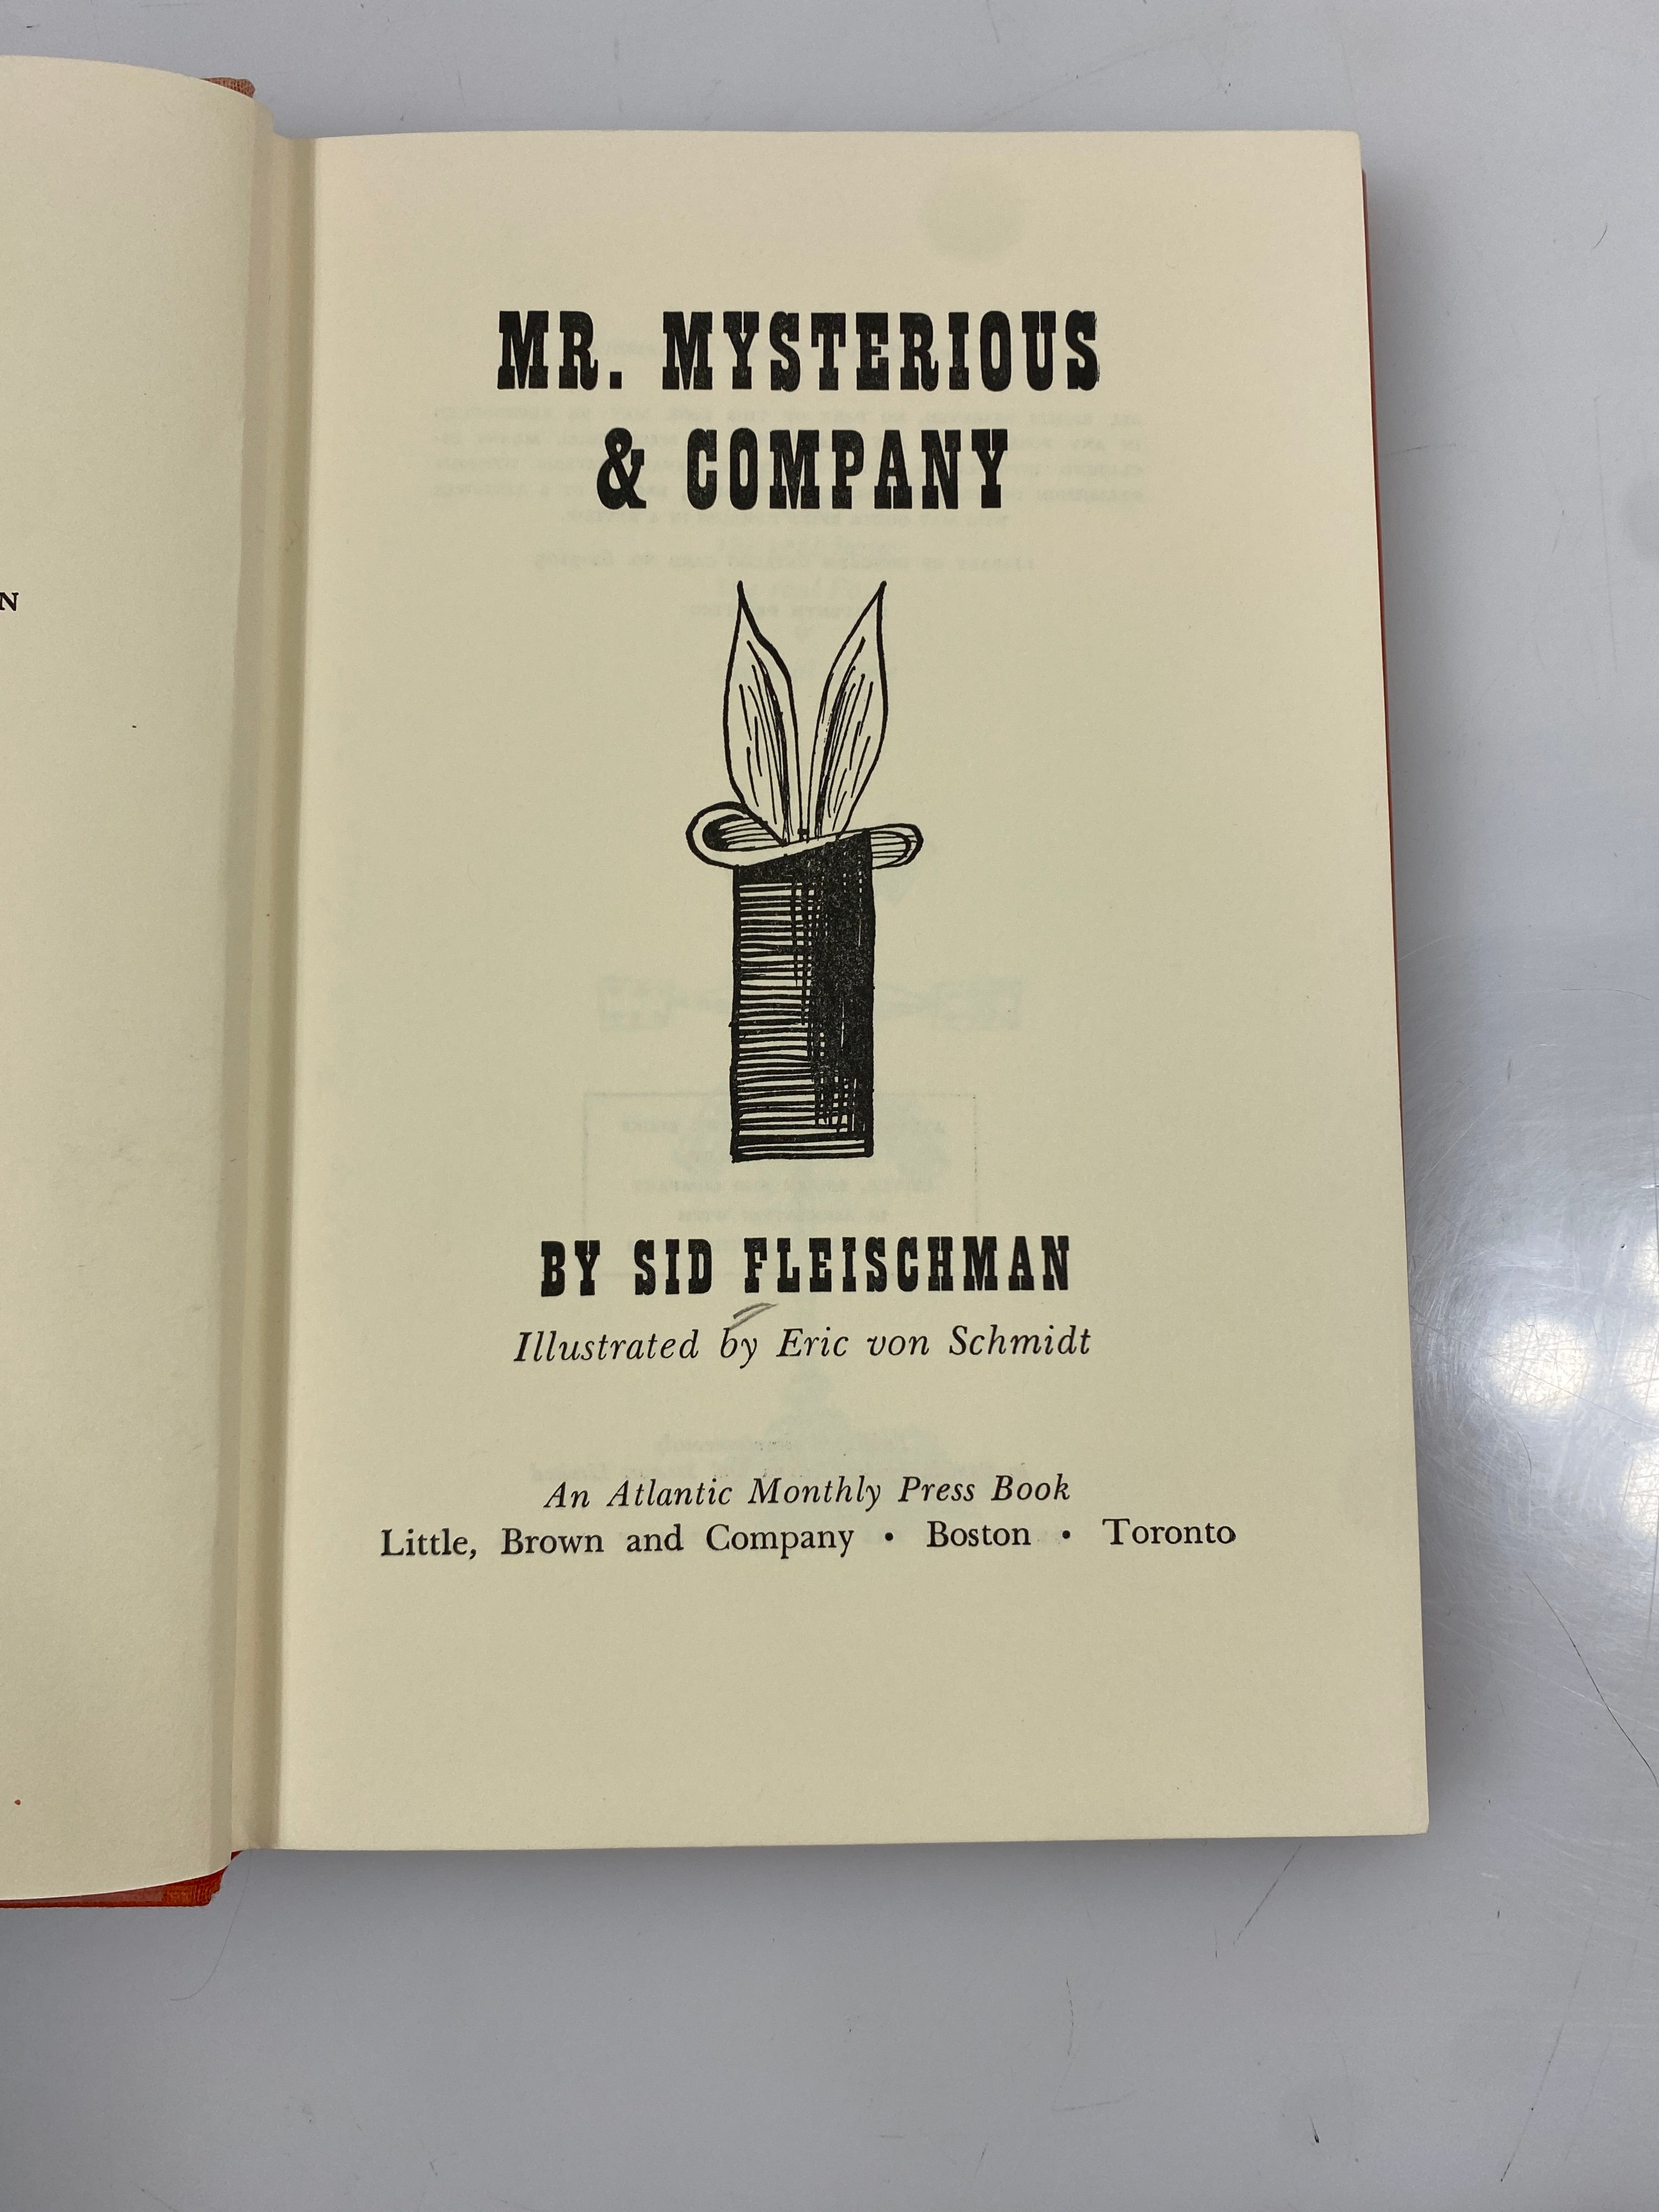 N
MR. MYSTERIOUS
& COMPANY
BY SID FLEISCHMAN
Illustrated by Eric von Schmidt
An Atlantic Monthly Press Book
Little, Brown and Company • Boston • Toronto